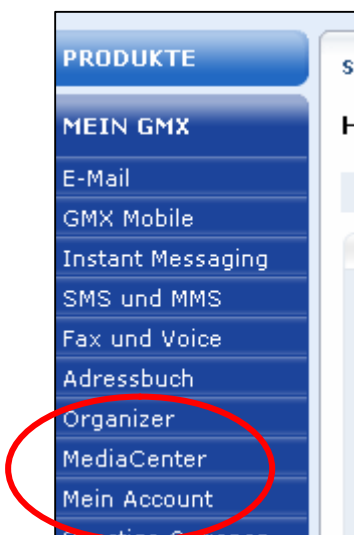 PRODUKTE
MEIN GMX
E-Mail
GMX Mobile
Instant Messaging
SMS und MMS
Fax und Voice
Adressbuch
Organizer
MediaCenter
Mein Account